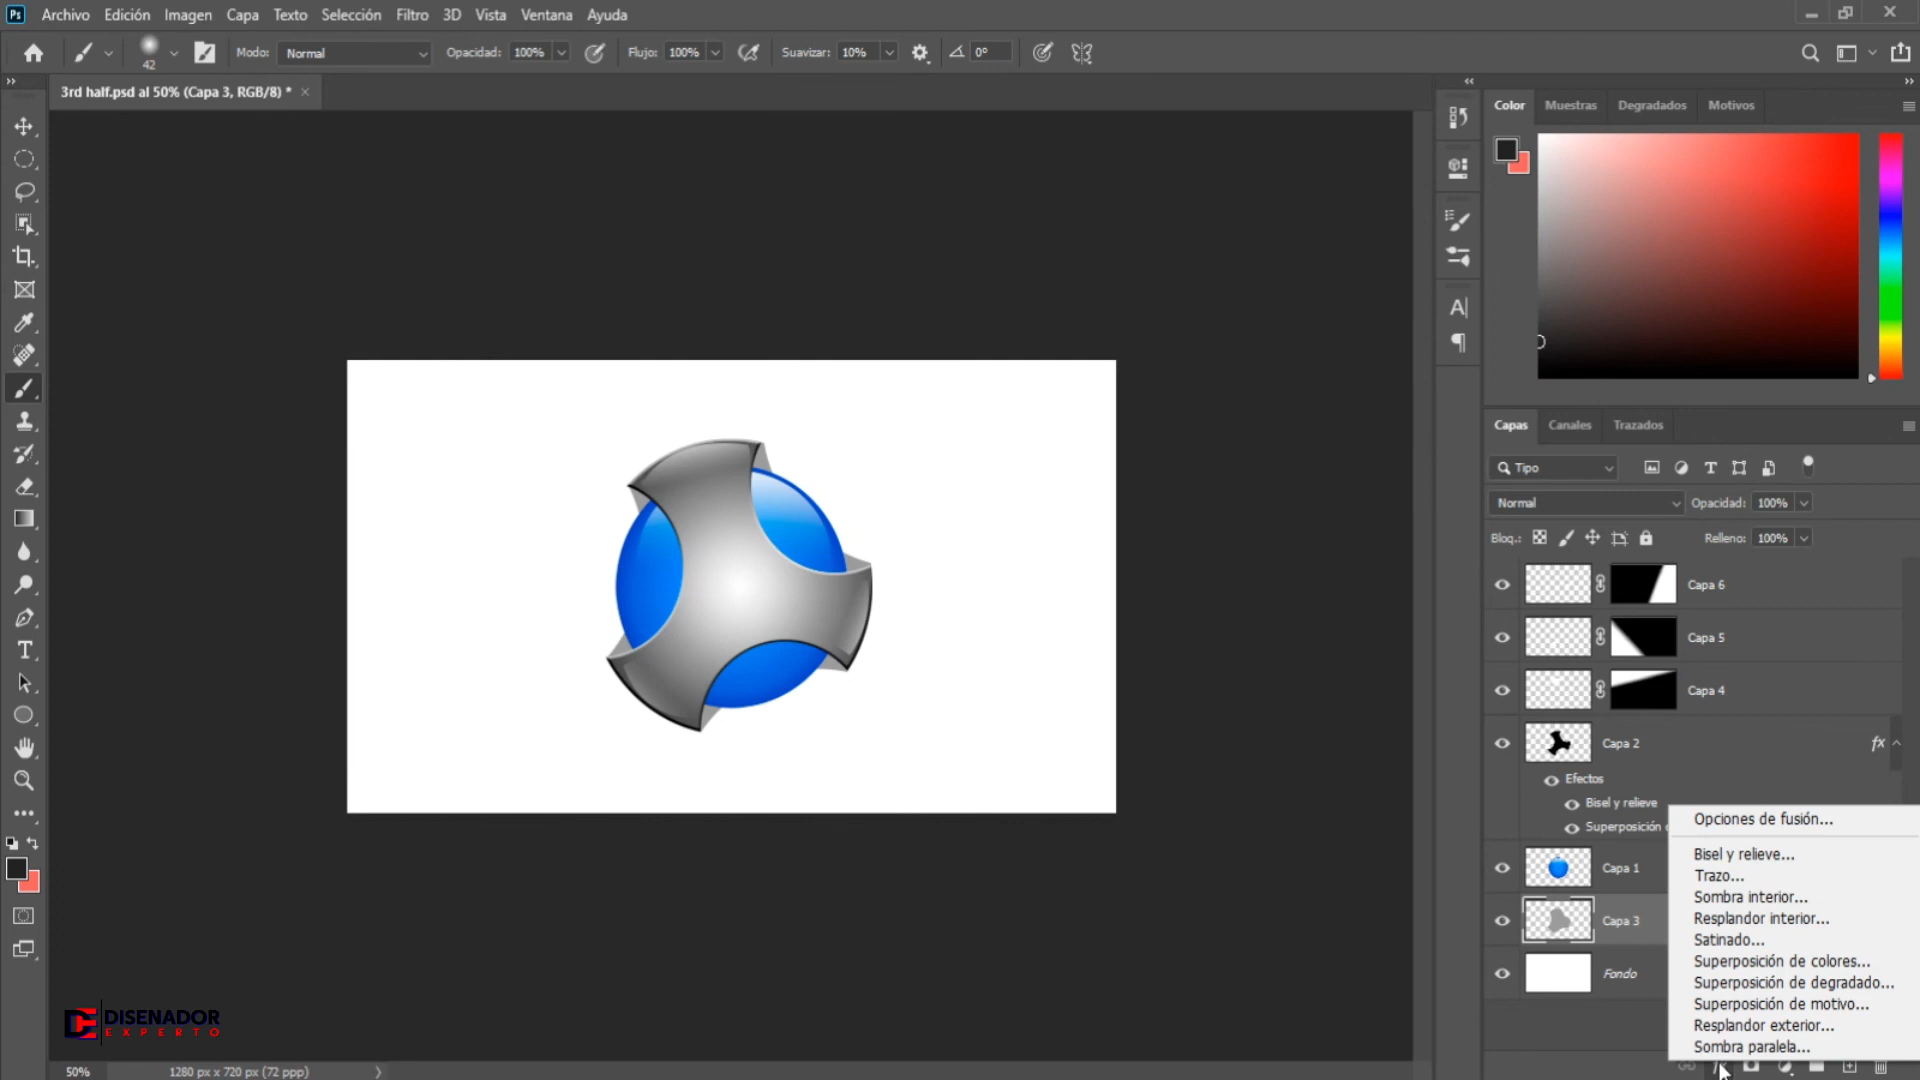 Ps Archivo Edición Imagen Capa Texto Selección Filtro 3D Vista Ventana Ayuda
42 Modo: Normal Opacidad: 100% Flujo: 100% Suavizar: 10% 0°
3rd half.psd al 50% (Capa 3, RGB/8) * ×
Color Muestras Degradados Motivos
Capas Canales Trazados
Tipo
Normal Opacidad: 100%
Bloq.: Relleno: 100%
Capa 6
Capa 5
Capa 4
Capa 2 fx
Efectos
Bisel y relieve
Superposición
Capa 1
Capa 3
Fondo
Opciones de fusión...
Bisel y relieve...
Trazo...
Sombra interior...
Resplandor interior...
Satinado...
Superposición de colores...
Superposición de degradado...
Superposición de motivo...
Resplandor exterior...
Sombra paralela...
DE DISENADOR
EXPERTO
50% 1280 px x 720 px (72 ppp)